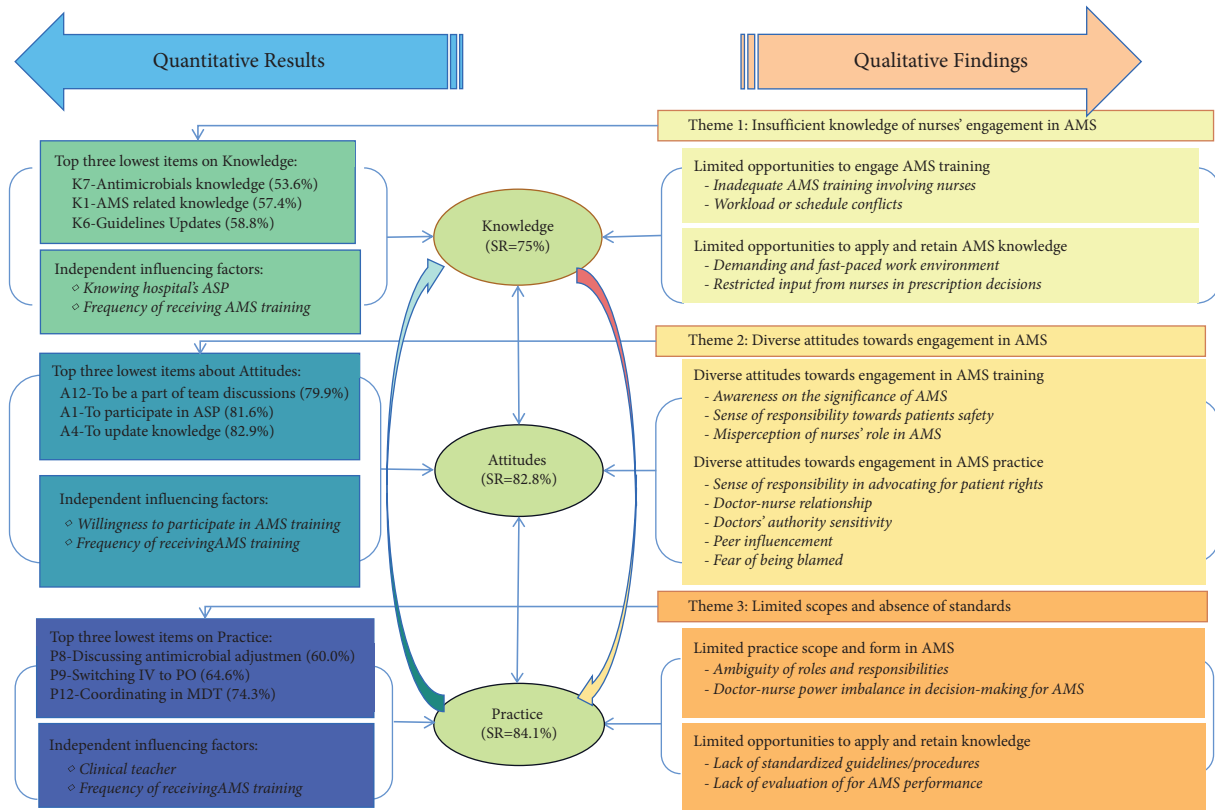 Quantitative Results
Qualitative Findings
Theme 1: Insufficient knowledge of nurses' engagement in AMS
Top three lowest items on Knowledge:
K7-Antimicrobials knowledge (53.6%)
K1-AMS related knowledge (57.4%)
K6-Guidelines Updates (58.8%)
Independent influencing factors:
◇ Knowing hospital's ASP
◇ Frequency of receiving AMS training
Knowledge
(SR=75%)
Limited opportunities to engage AMS training
- Inadequate AMS training involving nurses
- Workload or schedule conflicts
Limited opportunities to apply and retain AMS knowledge
- Demanding and fast-paced work environment
- Restricted input from nurses in prescription decisions
Theme 2: Diverse attitudes towards engagement in AMS
Top three lowest items about Attitudes:
A12-To be a part of team discussions (79.9%)
A1-To participate in ASP (81.6%)
A4-To update knowledge (82.9%)
Independent influencing factors:
◇ Willingness to participate in AMS training
◇ Frequency of receivingAMS training
Attitudes
(SR=82.8%)
Diverse attitudes towards engagement in AMS training
- Awareness on the significance of AMS
- Sense of responsibility towards patients safety
- Misperception of nurses' role in AMS
Diverse attitudes towards engagement in AMS practice
- Sense of responsibility in advocating for patient rights
- Doctor-nurse relationship
- Doctors' authority sensitivity
- Peer influencement
- Fear of being blamed
Theme 3: Limited scopes and absence of standards
Top three lowest items on Practice:
P8-Discussing antimicrobial adjustmen (60.0%)
P9-Switching IV to PO (64.6%)
P12-Coordinating in MDT (74.3%)
Independent influencing factors:
◇ Clinical teacher
◇ Frequency of receivingAMS training
Practice
(SR=84.1%)
Limited practice scope and form in AMS
- Ambiguity of roles and responsibilities
- Doctor-nurse power imbalance in decision-making for AMS
Limited opportunities to apply and retain knowledge
- Lack of standardized guidelines/procedures
- Lack of evaluation of for AMS performance